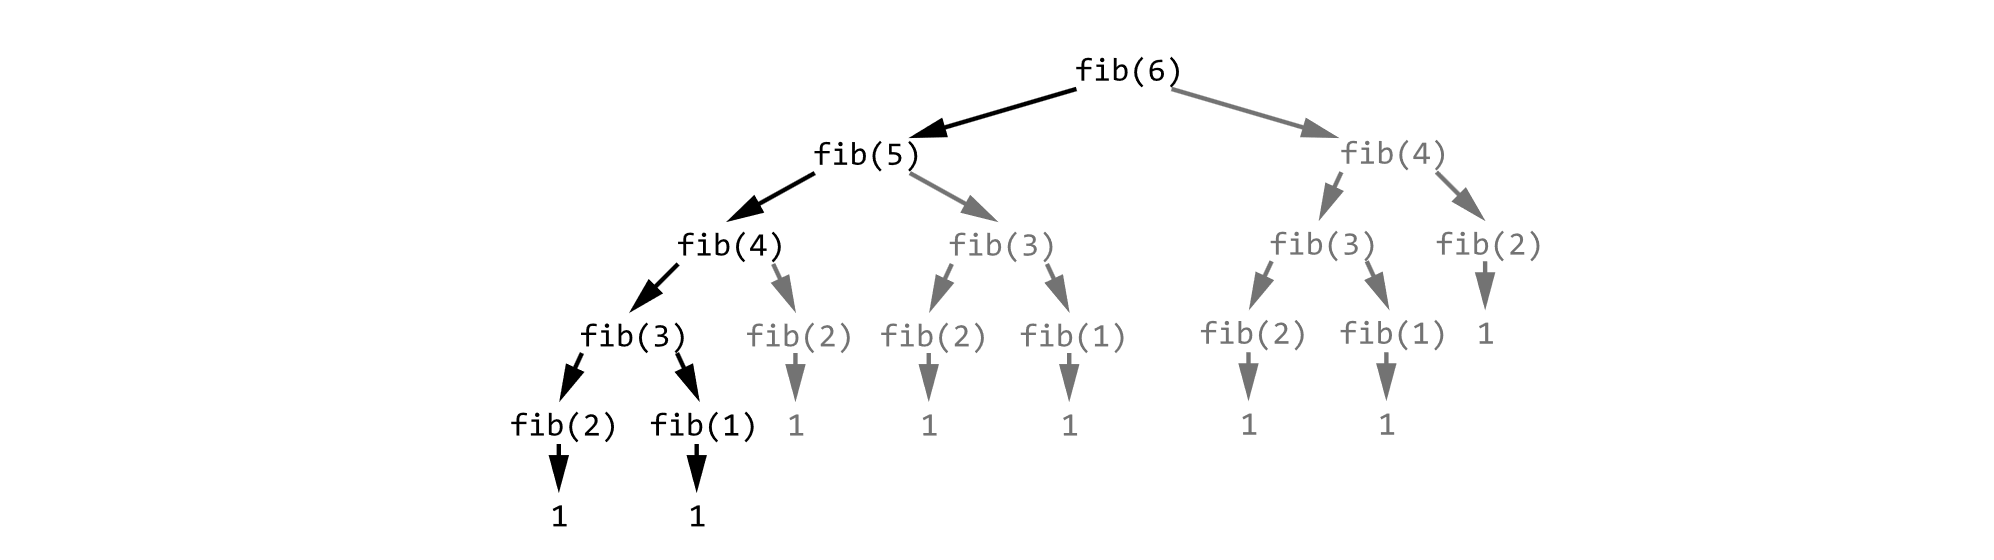 fib(6)
fib(5) fib(4)
fib(4) fib(3) fib(3) fib(2)
fib(3) fib(2) fib(2) fib(1) fib(2) fib(1) 1
fib(2) fib(1) 1 1 1 1 1
1 1